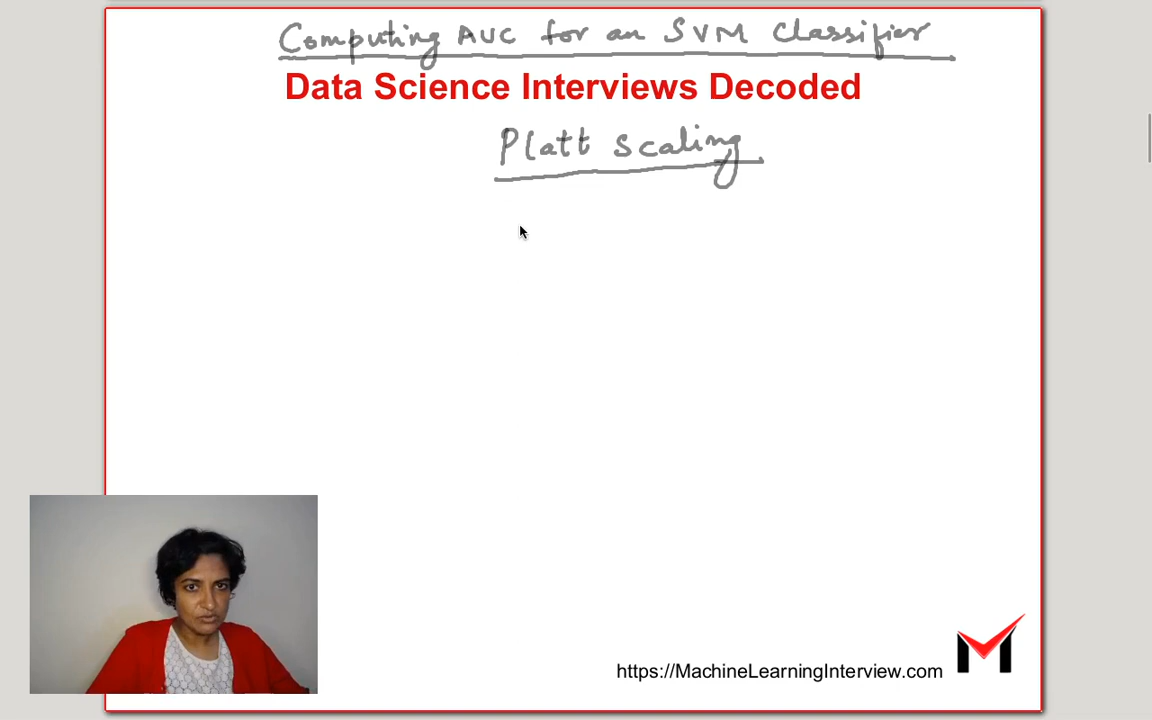 Computing AUC for an SVM Classifier
Data Science Interviews Decoded
Platt scaling
https://MachineLearningInterview.com